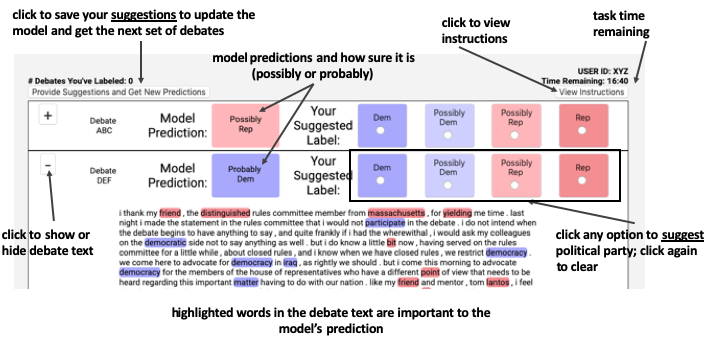 click to save your suggestions to update the
model and get the next set of debates
click to view
instructions
task time
remaining
model predictions and how sure it is
(possibly or probably)
# Debates You've Labeled: 0
USER ID: XYZ
Time Remaining: 16:40
Provide Suggestions and Get New Predictions
View Instructions
+
Debate
ABC
Model
Prediction:
Possibly
Rep
Your
Suggested
Label:
Dem
Possibly
Dem
Possibly
Rep
Rep
-
Debate
DEF
Model
Prediction:
Probably
Dem
Your
Suggested
Label:
Dem
Possibly
Dem
Possibly
Rep
Rep
i thank my friend , the distinguished rules committee member from massachusetts , for yielding me time . last
night i made the statement in the rules committee that i would not participate in the debate . i do not intend when
the debate begins to have anything to say , and quite frankly if i had the wherewithal , i would ask my colleagues
on the democratic side not to say anything as well . but i do know a little bit now , having served on the rules
committee for a little while , about closed rules , and i know when we have closed rules , we restrict democracy .
we come here to advocate for democracy in iraq , as rightly we should . but i come this morning to advocate
democracy for the members of the house of representatives who have a different point of view that needs to be
heard regarding this important matter having to do with our nation . like my friend and mentor , tom lantos , i feel
click to show or
hide debate text
click any option to suggest
political party; click again
to clear
highlighted words in the debate text are important to the
model's prediction